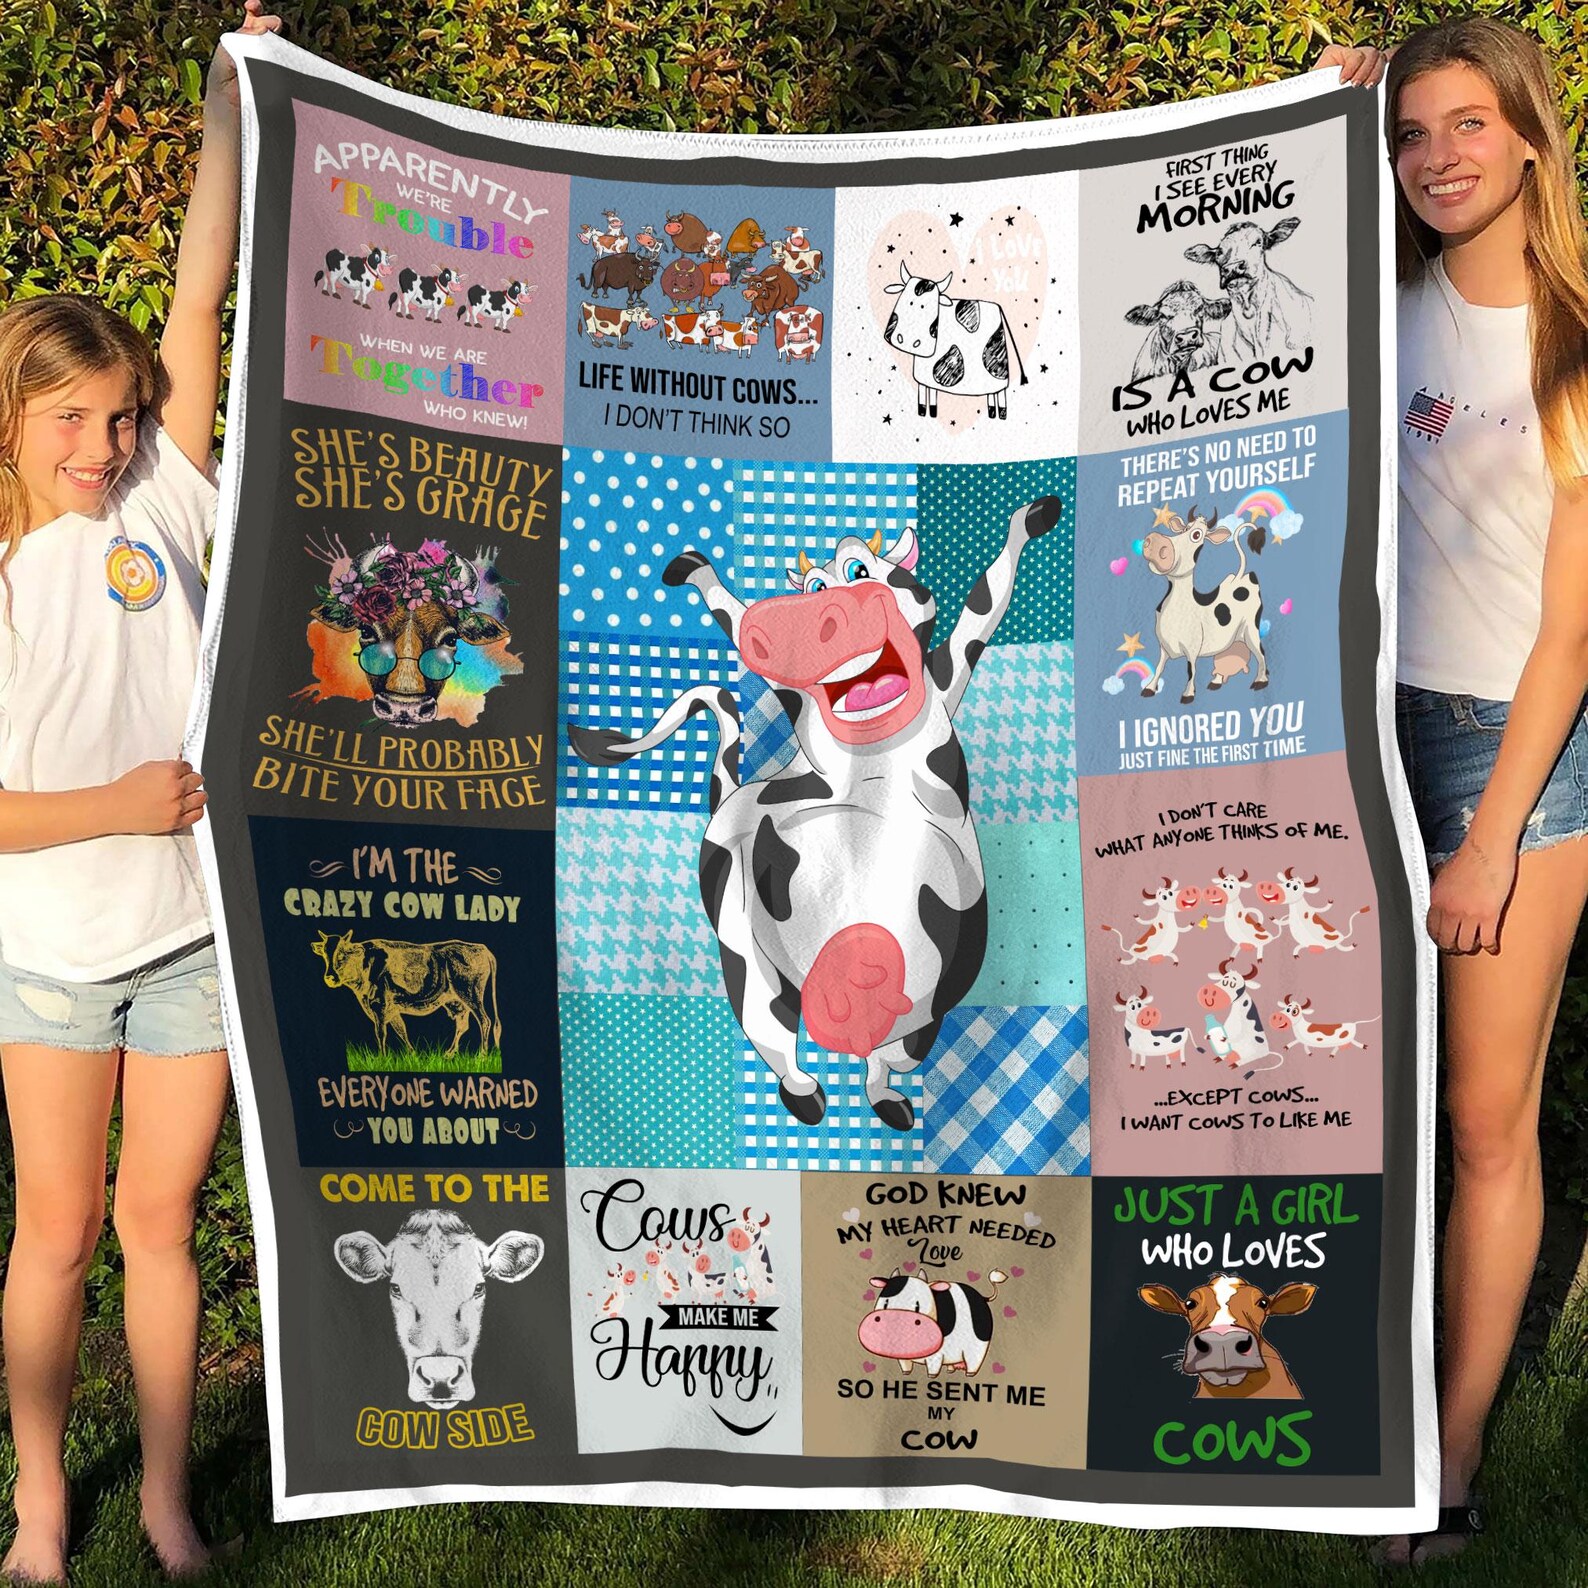 APPARENTLY
WE'RE
Trouble
WHEN WE ARE
Together
WHO KNEW!
LIFE WITHOUT COWS...
I DON'T THINK SO
I LOVE
You
FIRST THING
I SEE EVERY
MORNING
IS A COW
WHO LOVES ME
SHE'S BEAUTY
SHE'S GRAGE
SHE'LL PROBABLY
BITE YOUR FAGE
THERE'S NO NEED TO
REPEAT YOURSELF
I IGNORED YOU
JUST FINE THE FIRST TIME
I'M THE
CRAZY COW LADY
EVERYONE WARNED
YOU ABOUT
I DON'T CARE
WHAT ANYONE THINKS OF ME.
...EXCEPT COWS...
I WANT COWS TO LIKE ME
COME TO THE
COW SIDE
Cows
MAKE ME
Happy
GOD KNEW
MY HEART NEEDED
Love
SO HE SENT ME
MY
COW
JUST A GIRL
WHO LOVES
COWS